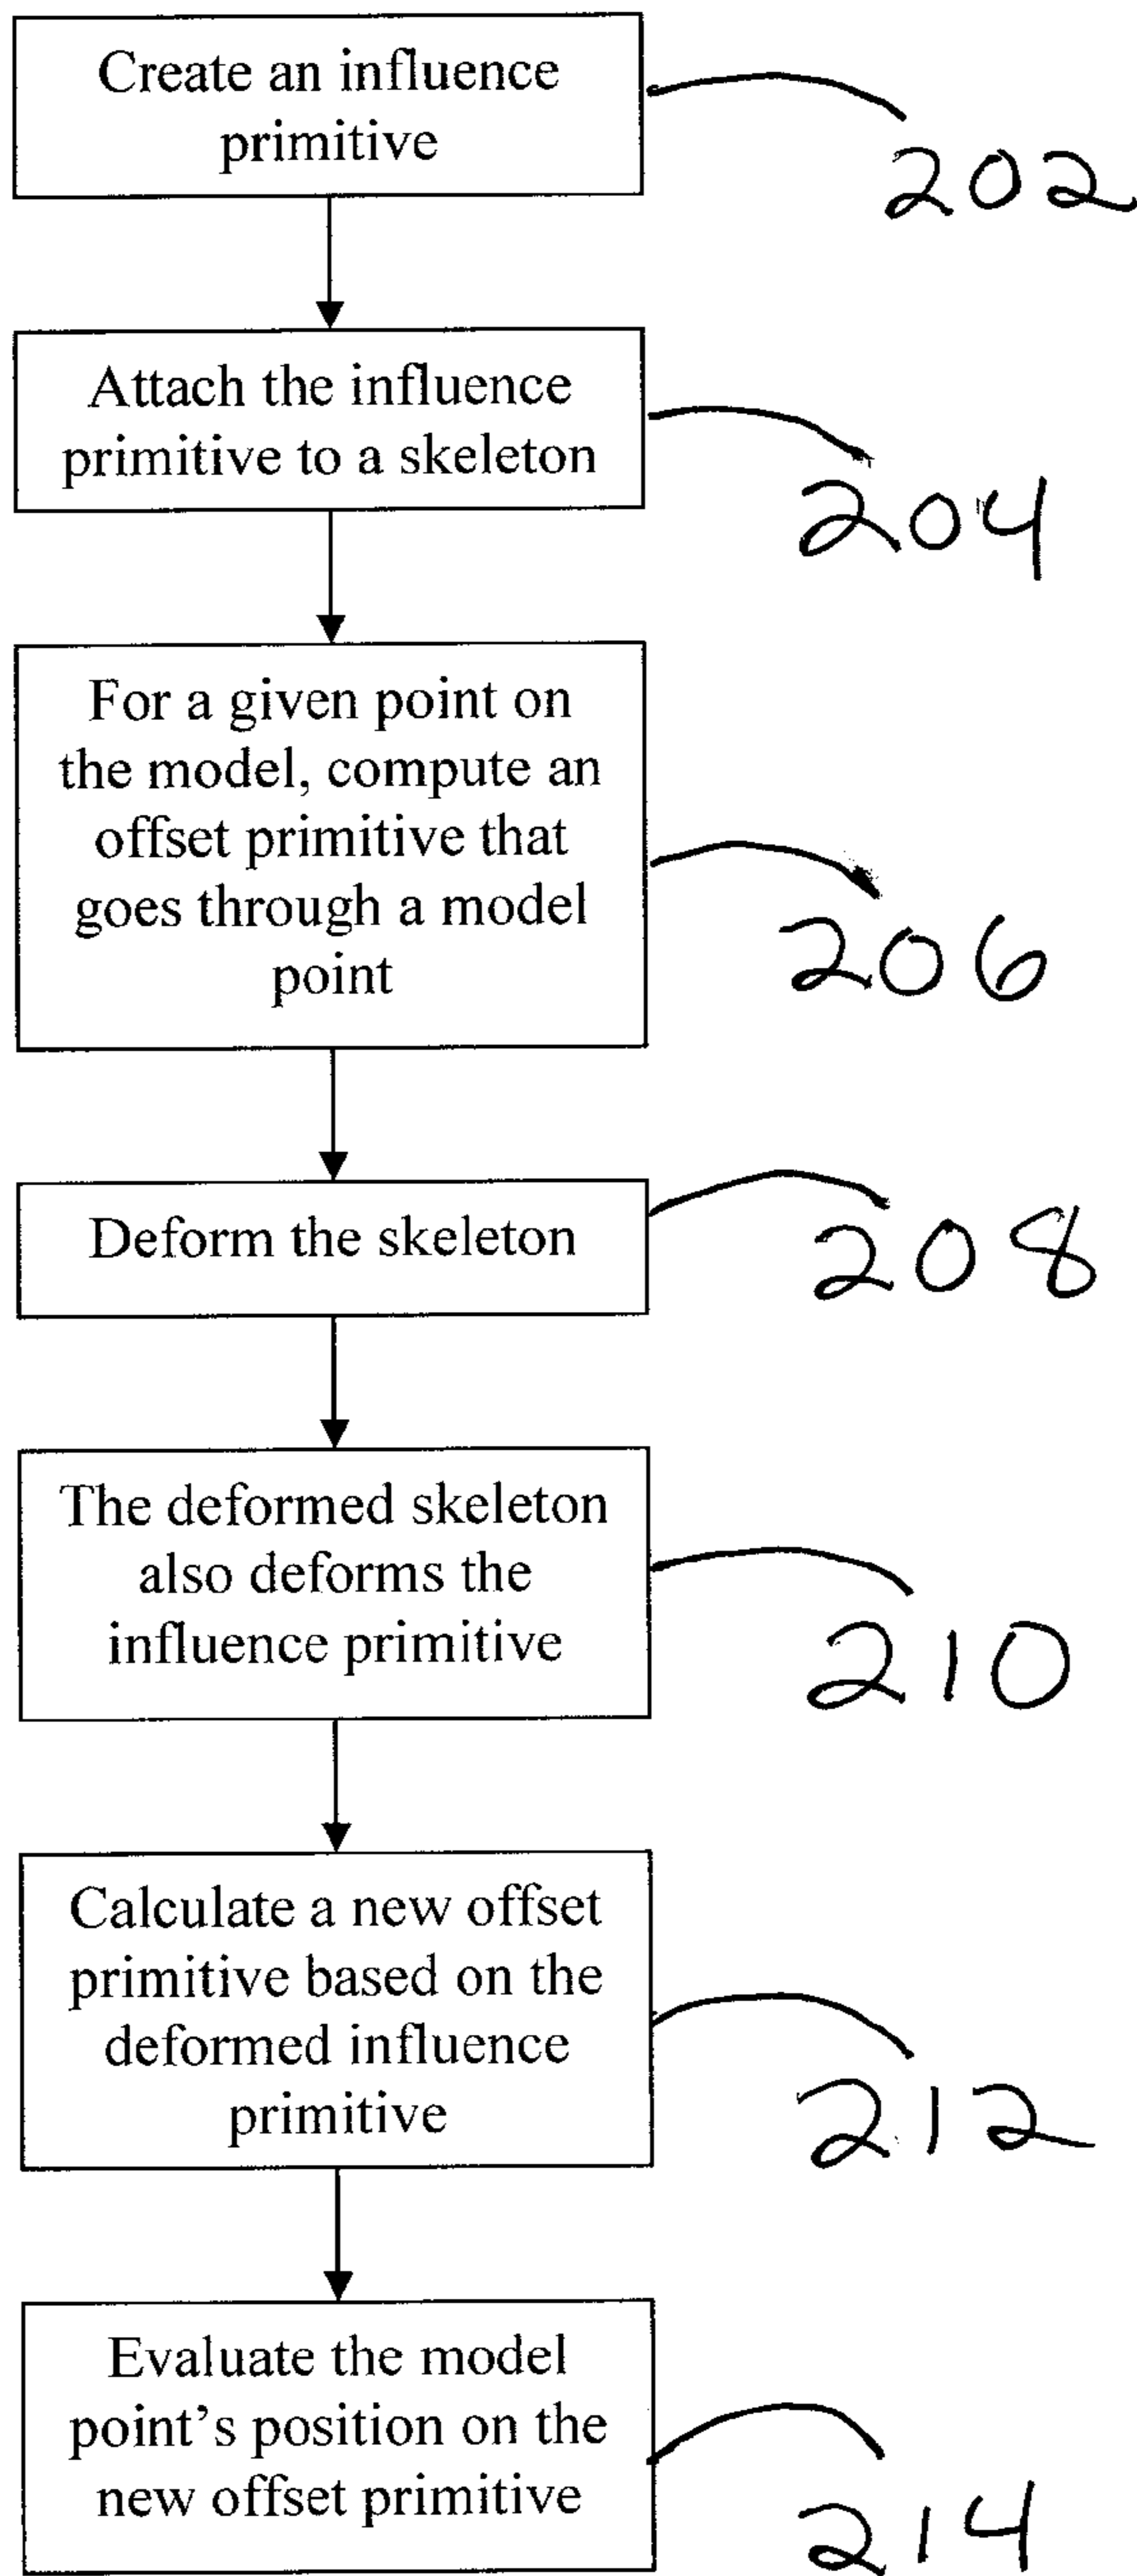 Create an influence
primitive
202
Attach the influence
primitive to a skeleton
204
For a given point on
the model, compute an
offset primitive that
goes through a model
point
206
Deform the skeleton
208
The deformed skeleton
also deforms the
influence primitive
210
Calculate a new offset
primitive based on the
deformed influence
primitive
212
Evaluate the model
point’s position on the
new offset primitive
214